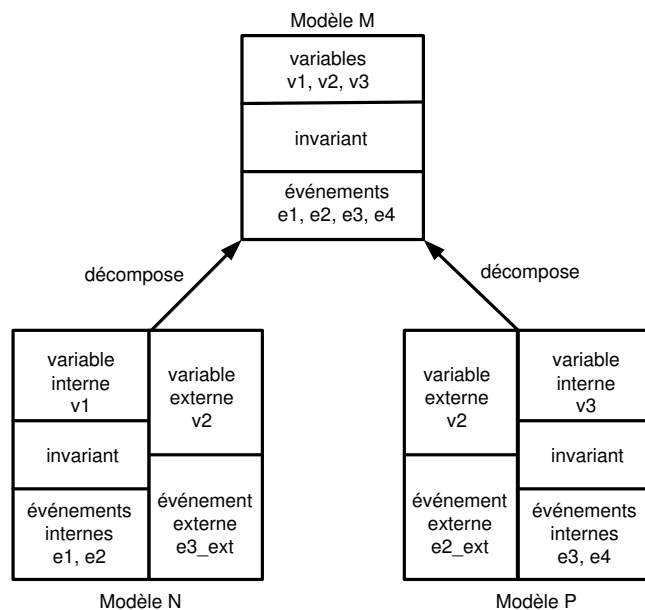 Modèle M
variables
v1, v2, v3
invariant
événements
e1, e2, e3, e4
décompose
décompose
variable
interne
v1
invariant
événements
internes
e1, e2
variable
externe
v2
événement
externe
e3_ext
Modèle N
variable
externe
v2
événement
externe
e2_ext
variable
interne
v3
invariant
événements
internes
e3, e4
Modèle P